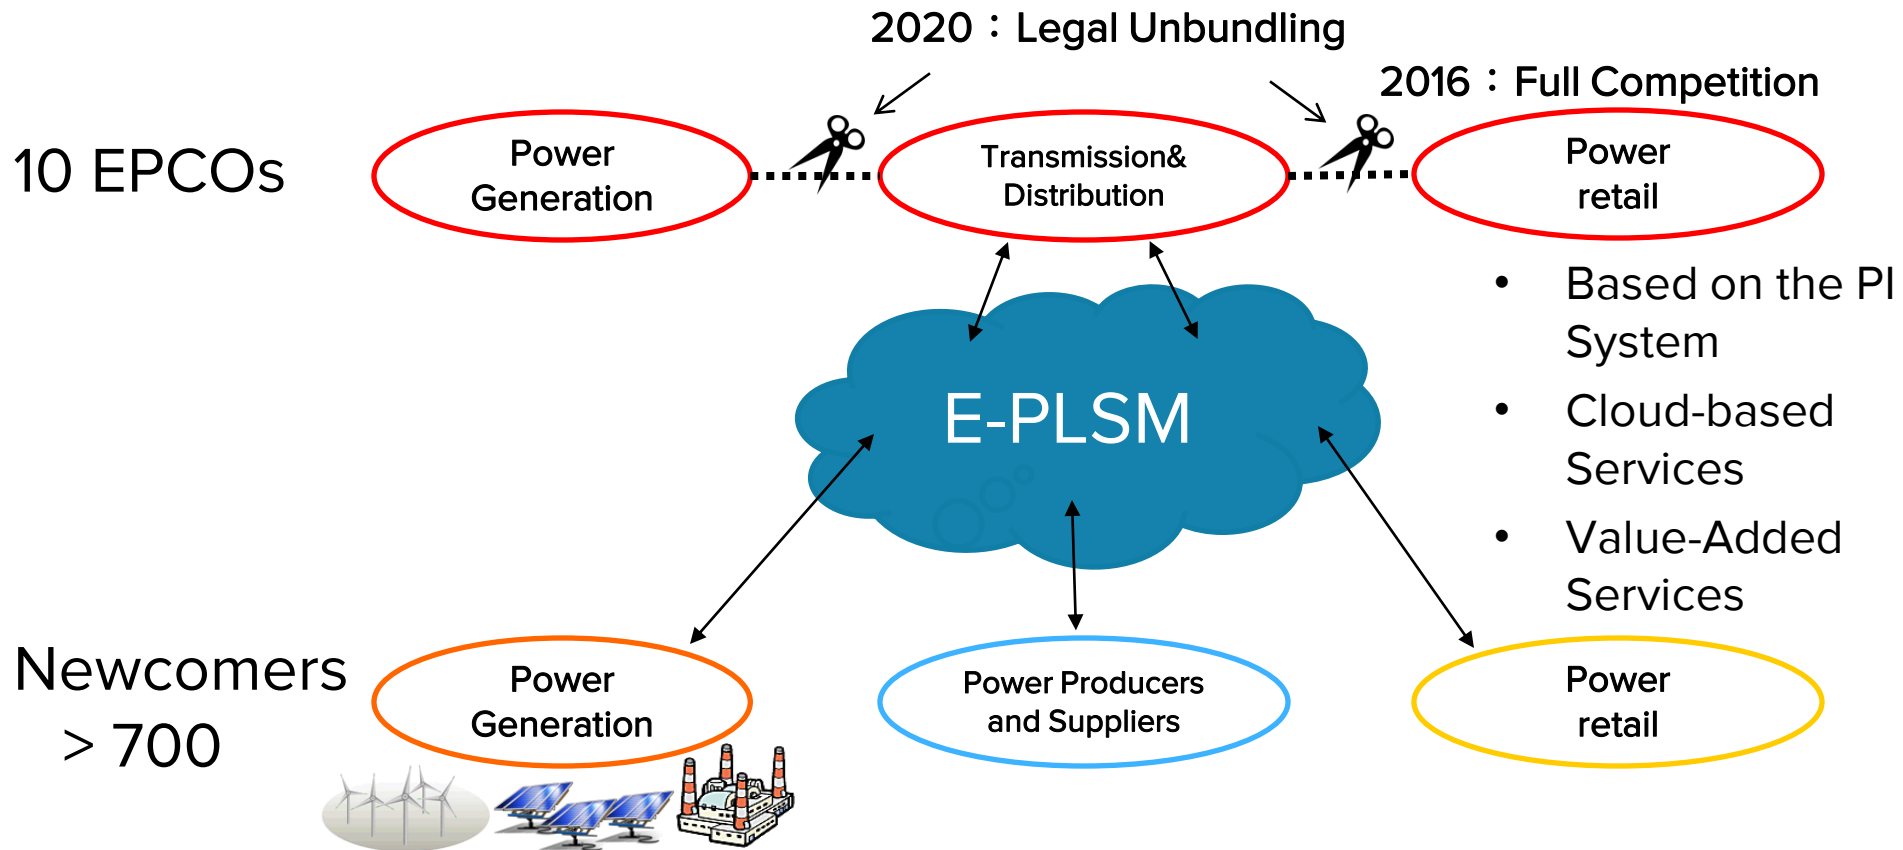 2020：Legal Unbundling
2016：Full Competition
10 EPCOs
Power
Generation
Transmission&
Distribution
Power
retail
E-PLSM
• Based on the PI
System
• Cloud-based
Services
• Value-Added
Services
Newcomers
> 700
Power
Generation
Power Producers
and Suppliers
Power
retail